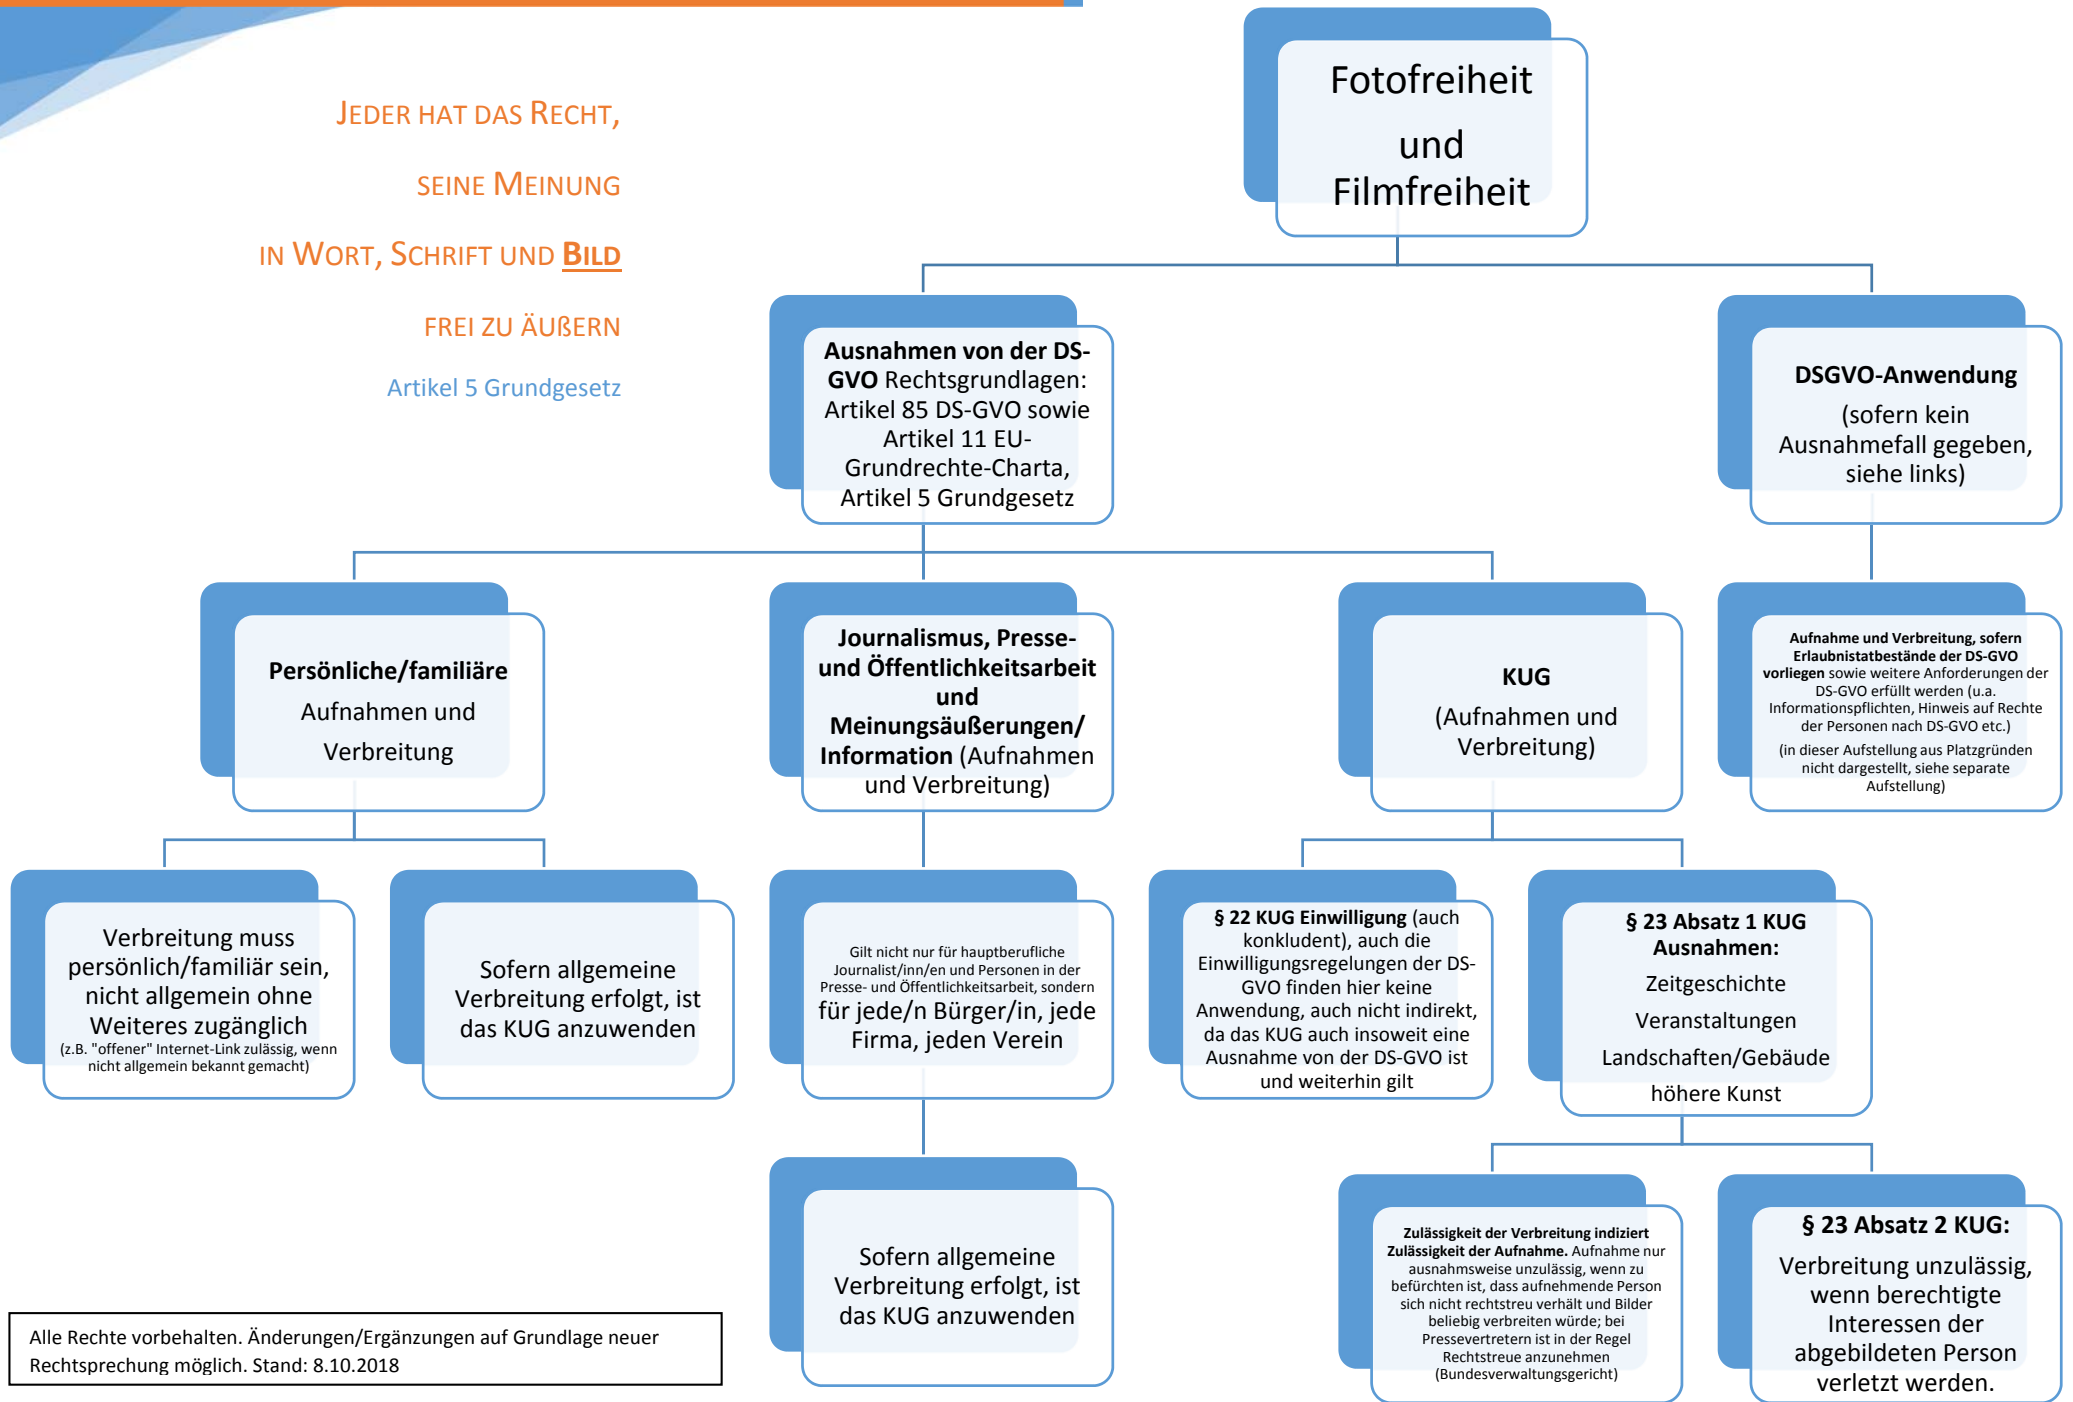 JEDER HAT DAS RECHT,
SEINE MEINUNG
IN WORT, SCHRIFT UND BILD
FREI ZU ÄUßERN
Artikel 5 Grundgesetz
Fotofreiheit
und
Filmfreiheit
Ausnahmen von der DS-
GVO Rechtsgrundlagen:
Artikel 85 DS-GVO sowie
Artikel 11 EU-
Grundrechte-Charta,
Artikel 5 Grundgesetz
DSGVO-Anwendung
(sofern kein
Ausnahmefall gegeben,
siehe links)
Persönliche/familiäre
Aufnahmen und
Verbreitung
Journalismus, Presse-
und Öffentlichkeitsarbeit
und
Meinungsäußerungen/
Information (Aufnahmen
und Verbreitung)
KUG
(Aufnahmen und
Verbreitung)
Aufnahme und Verbreitung, sofern
Erlaubnistatbestände der DS-GVO
vorliegen sowie weitere Anforderungen der
DS-GVO erfüllt werden (u.a.
Informationspflichten, Hinweis auf Rechte
der Personen nach DS-GVO etc.)
(in dieser Aufstellung aus Platzgründen
nicht dargestellt, siehe separate
Aufstellung)
Verbreitung muss
persönlich/familiär sein,
nicht allgemein ohne
Weiteres zugänglich
(z.B. "offener" Internet-Link zulässig, wenn
nicht allgemein bekannt gemacht)
Sofern allgemeine
Verbreitung erfolgt, ist
das KUG anzuwenden
Gilt nicht nur für hauptberufliche
Journalist/inn/en und Personen in der
Presse- und Öffentlichkeitsarbeit, sondern
für jede/n Bürger/in, jede
Firma, jeden Verein
§ 22 KUG Einwilligung (auch
konkludent), auch die
Einwilligungsregelungen der DS-
GVO finden hier keine
Anwendung, auch nicht indirekt,
da das KUG auch insoweit eine
Ausnahme von der DS-GVO ist
und weiterhin gilt
§ 23 Absatz 1 KUG
Ausnahmen:
Zeitgeschichte
Veranstaltungen
Landschaften/Gebäude
höhere Kunst
Sofern allgemeine
Verbreitung erfolgt, ist
das KUG anzuwenden
Zulässigkeit der Verbreitung indiziert
Zulässigkeit der Aufnahme. Aufnahme nur
ausnahmsweise unzulässig, wenn zu
befürchten ist, dass aufnehmende Person
sich nicht rechtstreu verhält und Bilder
beliebig verbreiten würde; bei
Pressevertretern ist in der Regel
Rechtstreue anzunehmen
(Bundesverwaltungsgericht)
§ 23 Absatz 2 KUG:
Verbreitung unzulässig,
wenn berechtigte
Interessen der
abgebildeten Person
verletzt werden.
Alle Rechte vorbehalten. Änderungen/Ergänzungen auf Grundlage neuer
Rechtsprechung möglich. Stand: 8.10.2018